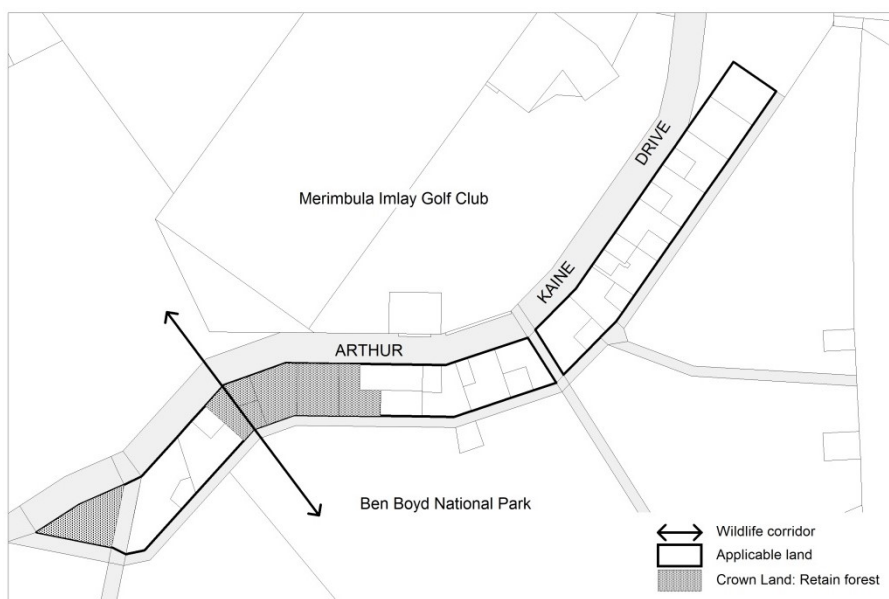 DRIVE
Merimbula Imlay Golf Club
KAINE
ARTHUR
Ben Boyd National Park
Wildlife corridor
Applicable land
Crown Land: Retain forest